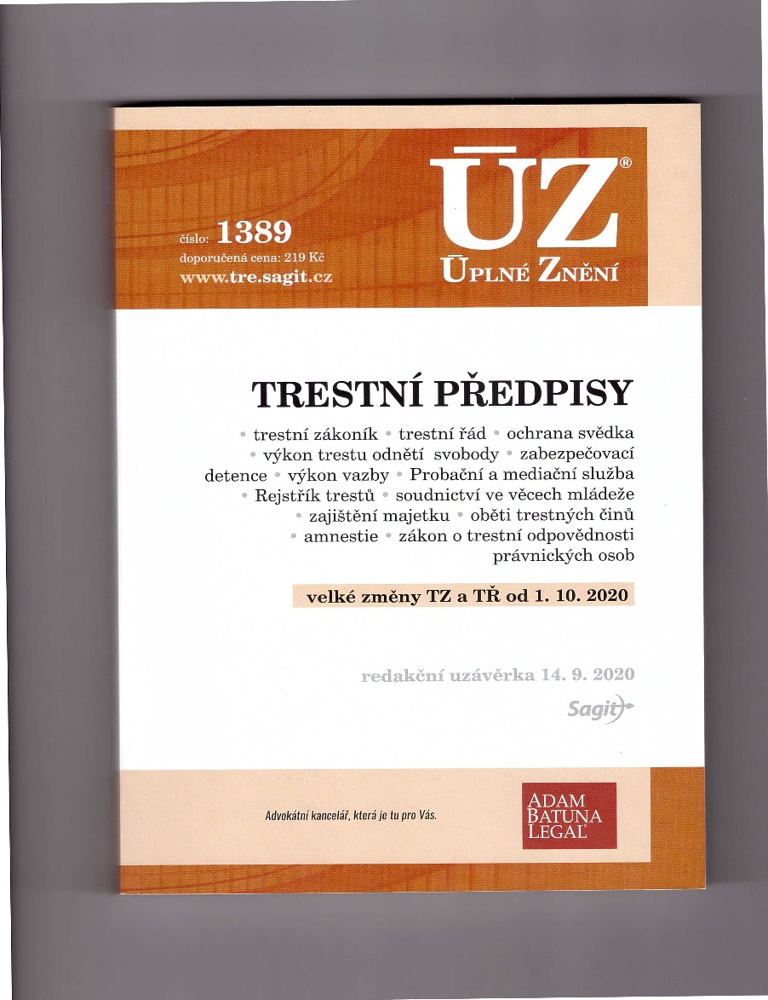 ŪZ®
ŪPLNÉ ZNĚNÍ
číslo: 1389
doporučená cena: 219 Kč
www.tre.sagit.cz
TRESTNÍ PŘEDPISY
• trestní zákoník • trestní řád • ochrana svědka
• výkon trestu odnětí svobody • zabezpečovací
detence • výkon vazby • Probační a mediační služba
• Rejstřík trestů • soudnictví ve věcech mládeže
• zajištění majetku • oběti trestných činů
• amnestie • zákon o trestní odpovědnosti
právnických osob
velké změny TZ a TŘ od 1. 10. 2020
redakční uzávěrka 14. 9. 2020
Sagit
Advokátní kancelář, která je tu pro Vás.
ADAM
BATUNA
LEGAL®